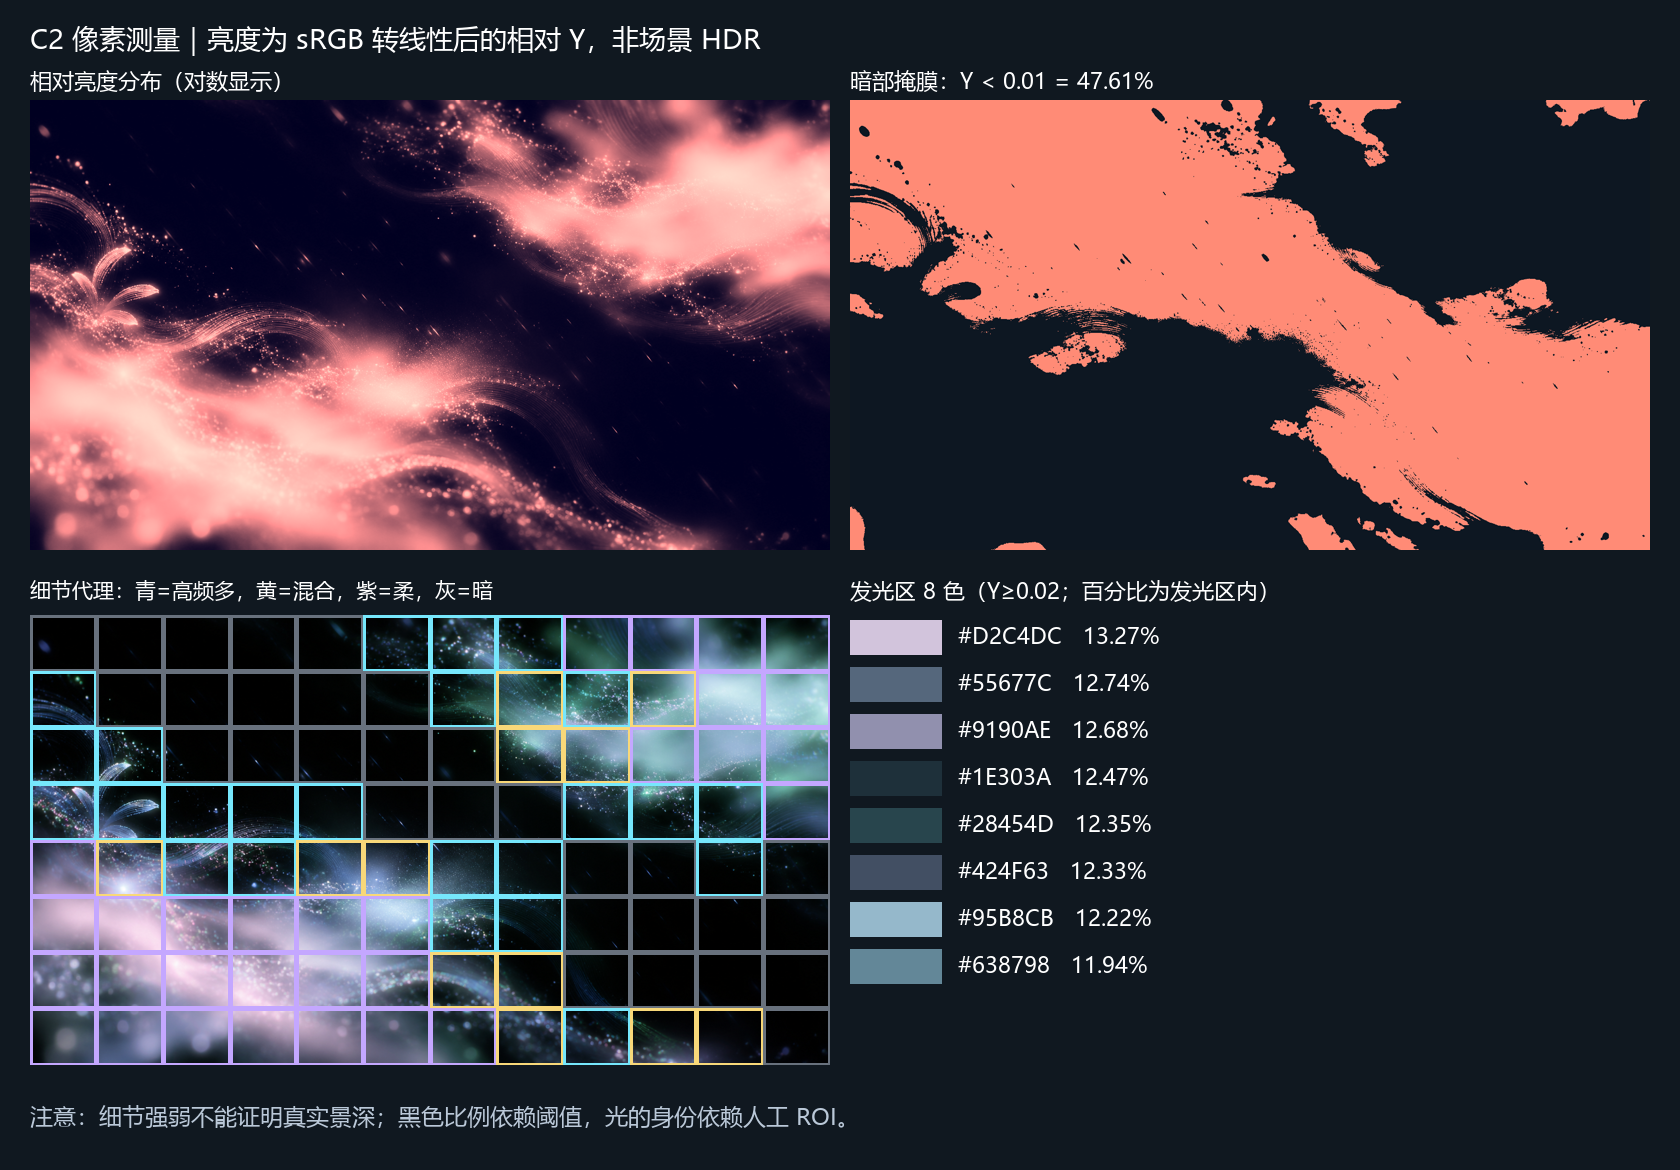 C2 像素测量 | 亮度为 sRGB 转线性后的相对 Y，非场景 HDR
相对亮度分布（对数显示）
暗部掩膜：Y < 0.01 = 47.61%
细节代理：青=高频多，黄=混合，紫=柔，灰=暗
发光区 8 色（Y≥0.02；百分比为发光区内）
#D2C4DC 13.27%
#55677C 12.74%
#9190AE 12.68%
#1E303A 12.47%
#28454D 12.35%
#424F63 12.33%
#95B8CB 12.22%
#638798 11.94%
注意：细节强弱不能证明真实景深；黑色比例依赖阈值，光的身份依赖人工 ROI。